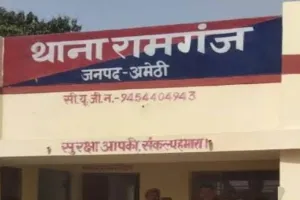 थाना रामगंज
जनपद-अमेठी
सी.यू.जी.न.-9454404943
सुरक्षा आपकी, संकल्प हमारा।